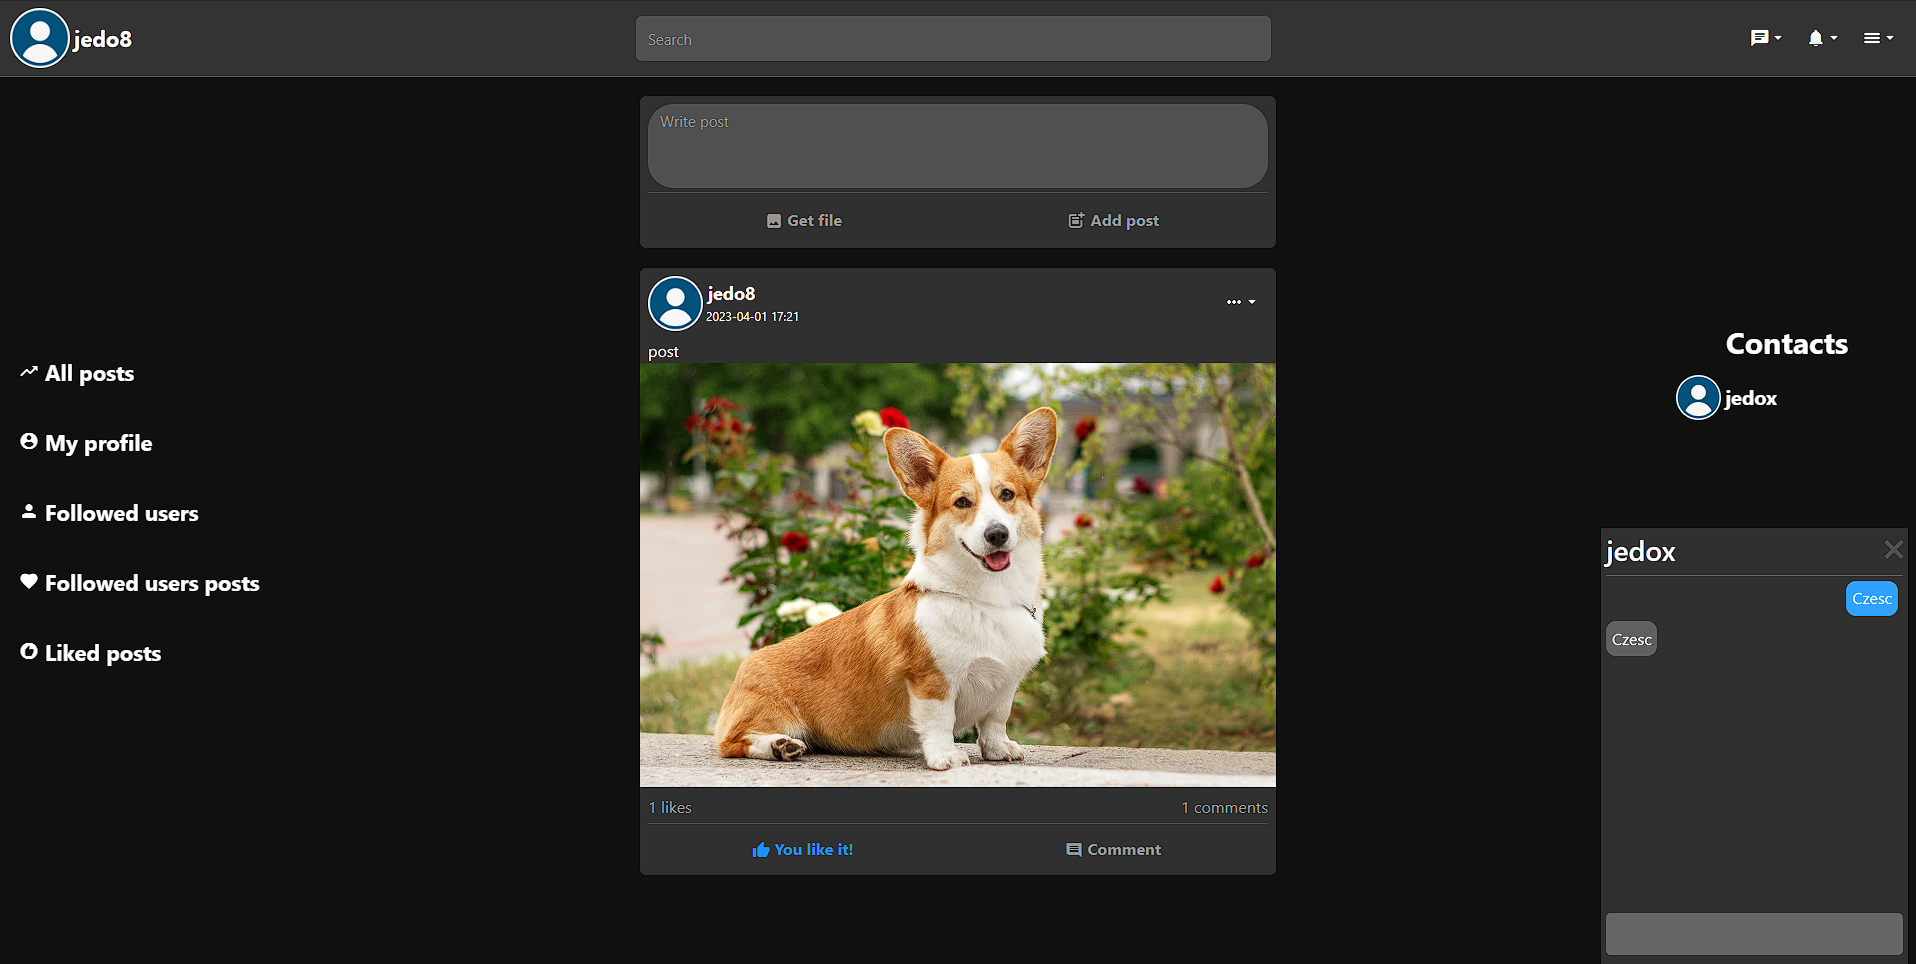 jedo8
Search
Write post
Get file
Add post
jedo8
2023-04-01 17:21
post
1 likes
1 comments
You like it!
Comment
All posts
My profile
Followed users
Followed users posts
Liked posts
Contacts
jedox
jedox
Czesc
Czesc